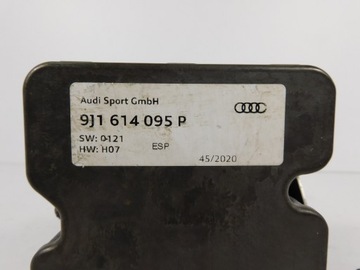 Audi Sport GmbH
9J1 614 095 P
SW: 0121
ESP
HW: H07
45/2020